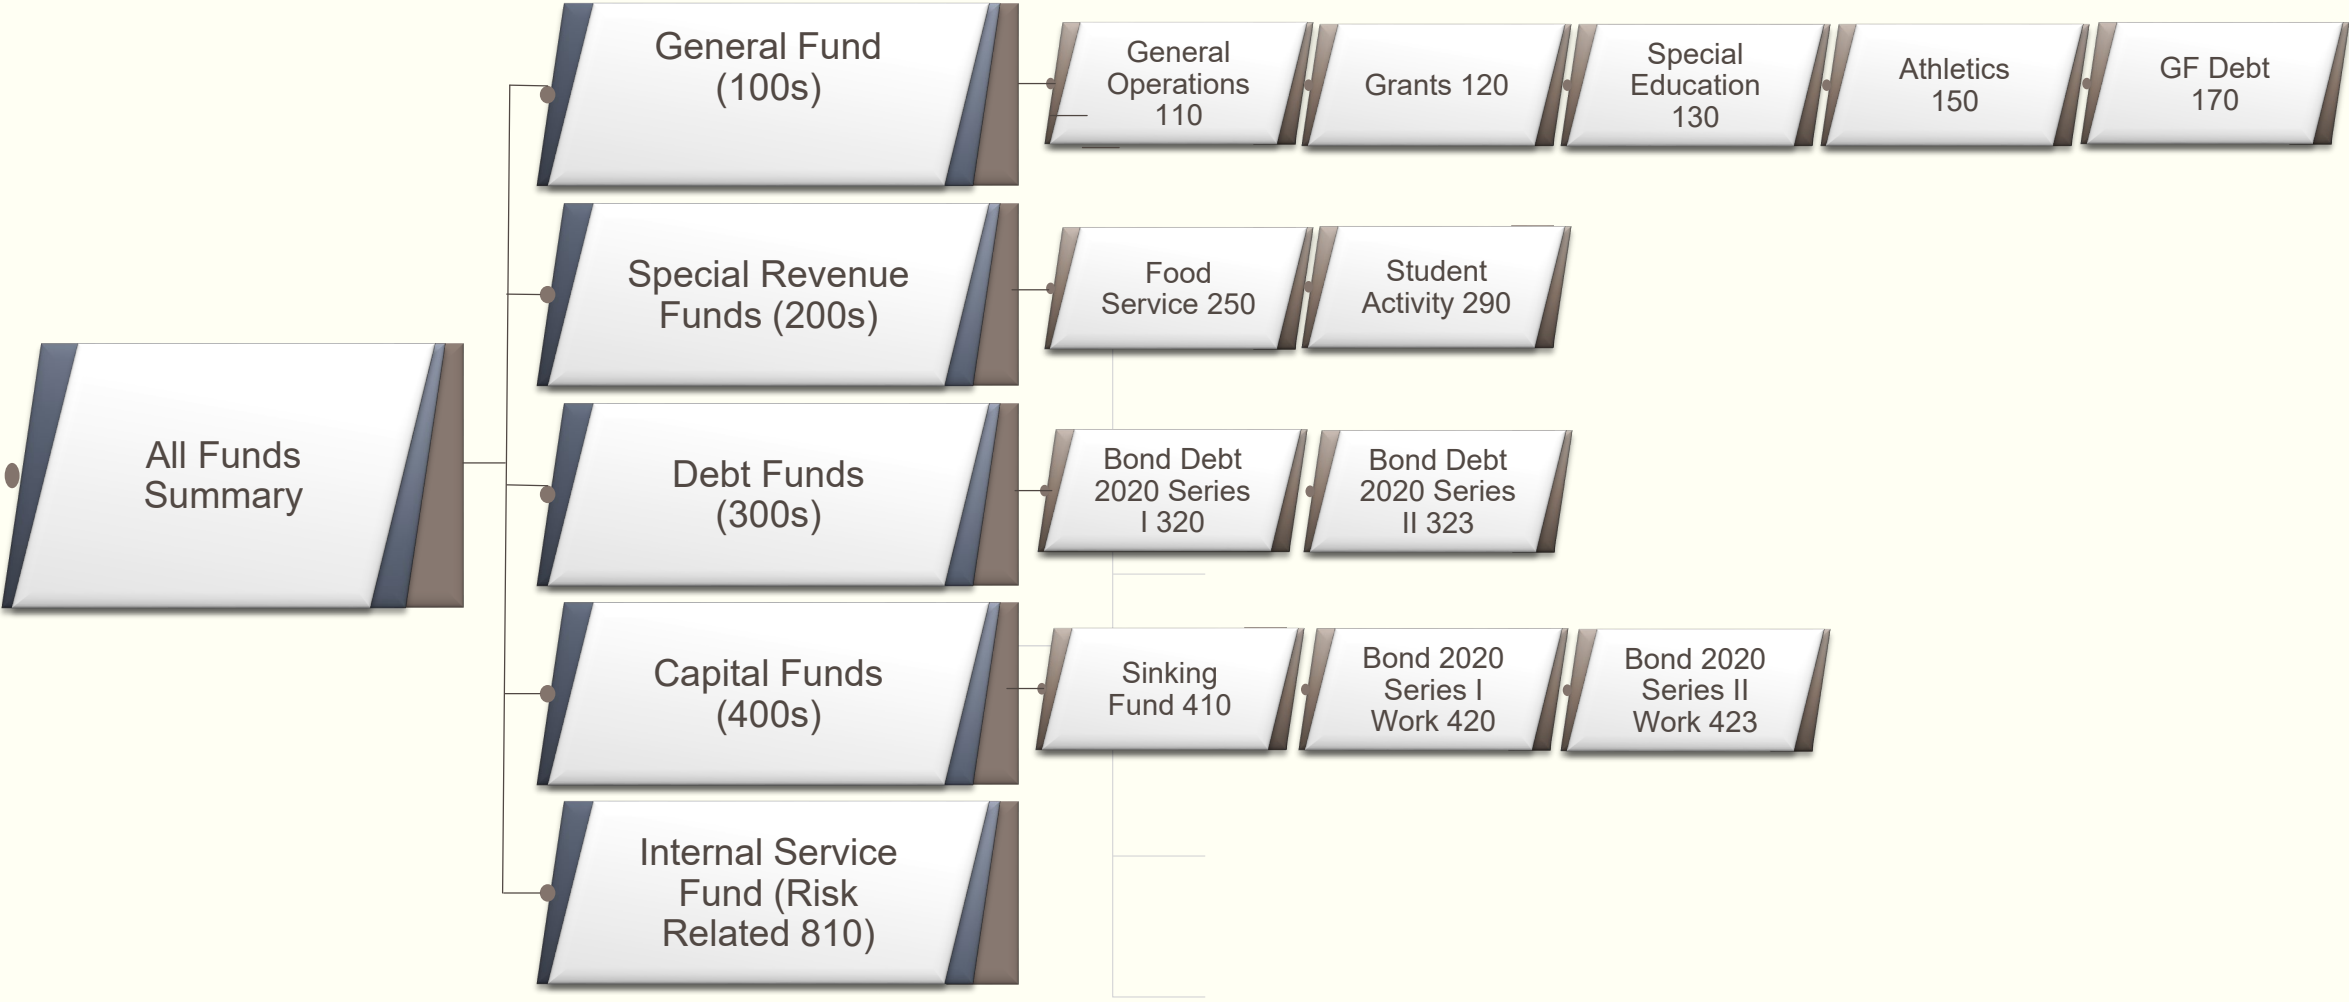 All Funds
Summary
General Fund
(100s)
General
Operations
110
Grants 120
Special
Education
130
Athletics
150
GF Debt
170
Special Revenue
Funds (200s)
Food
Service 250
Student
Activity 290
Debt Funds
(300s)
Bond Debt
2020 Series
I 320
Bond Debt
2020 Series
II 323
Capital Funds
(400s)
Sinking
Fund 410
Bond 2020
Series I
Work 420
Bond 2020
Series II
Work 423
Internal Service
Fund (Risk
Related 810)